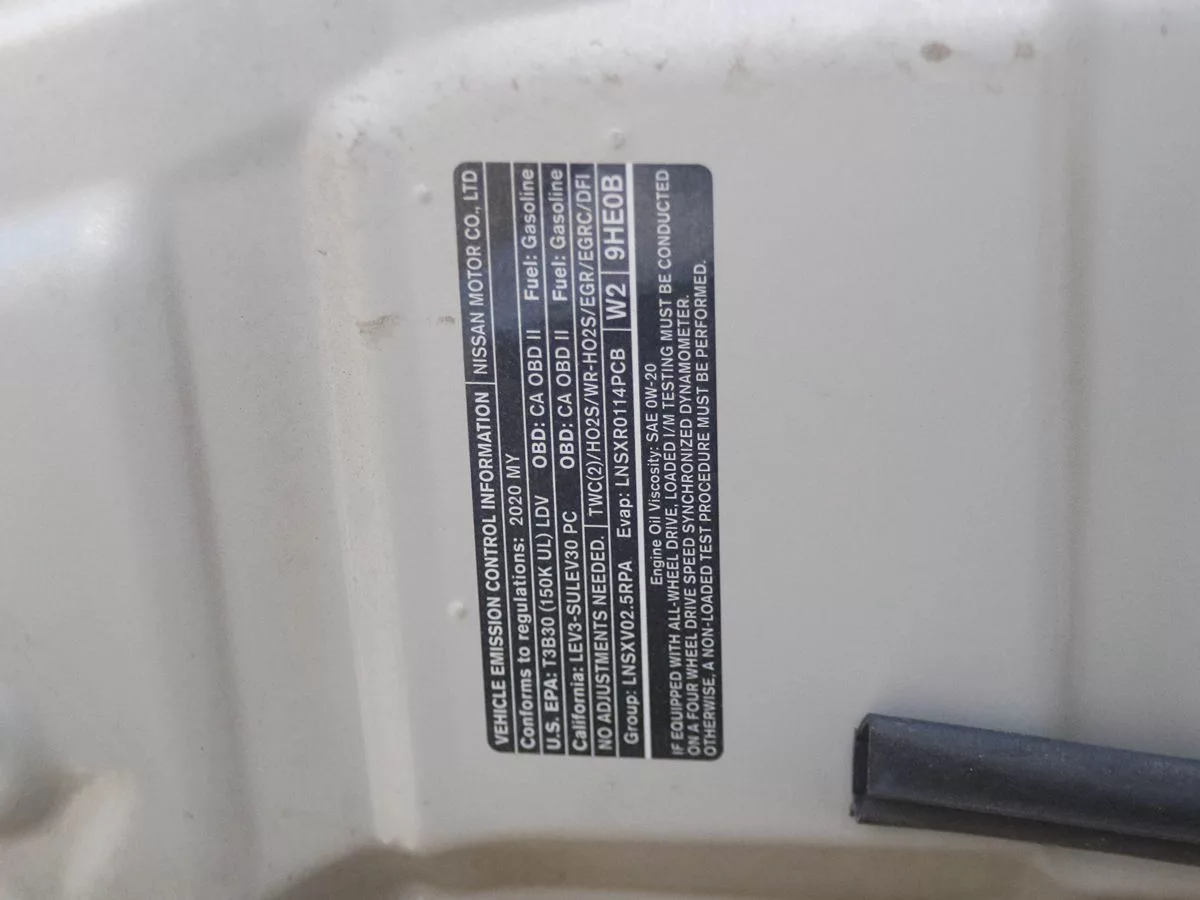 VEHICLE EMISSION CONTROL INFORMATION NISSAN MOTOR CO., LTD
Conforms to regulations: 2020 MY
U.S. EPA: T3B30 (150K UL) LDV OBD: CA OBD II Fuel: Gasoline
California: LEV3-SULEV30 PC OBD: CA OBD II Fuel: Gasoline
NO ADJUSTMENTS NEEDED. TWC(2)/HO2S/WR-HO2S/EGR/EGRC/DFI
Group: LNSXV02.5RPA Evap: LNSXR0114PCB W2 9HE0B
Engine Oil Viscosity: SAE 0W-20
IF EQUIPPED WITH ALL-WHEEL DRIVE, LOADED I/M TESTING MUST BE CONDUCTED
ON A FOUR WHEEL DRIVE SPEED SYNCHRONIZED DYNAMOMETER.
OTHERWISE, A NON-LOADED TEST PROCEDURE MUST BE PERFORMED.